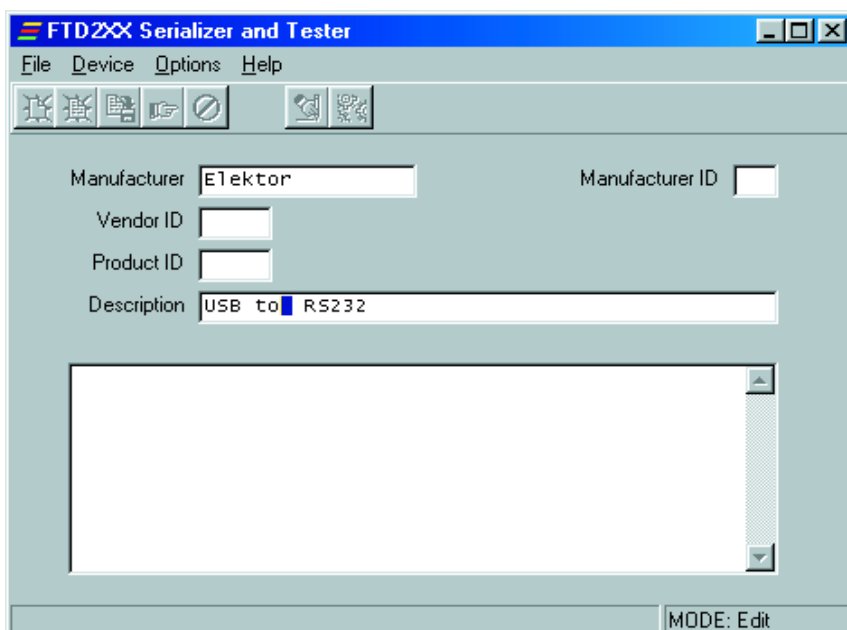 FTD2XX Serializer and Tester
File Device Options Help
Manufacturer Elektor Manufacturer ID
Vendor ID
Product ID
Description USB to RS232
MODE: Edit